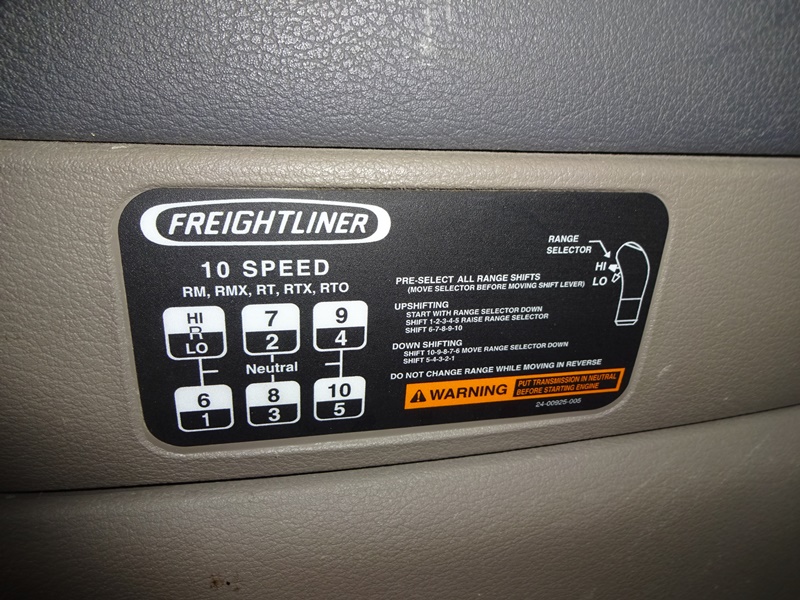 FREIGHTLINER
10 SPEED
RM, RMX, RT, RTX, RTO
HI
R
LO
7
2
9
4
Neutral
6
1
8
3
10
5
RANGE
SELECTOR
HI
LO
PRE-SELECT ALL RANGE SHIFTS
(MOVE SELECTOR BEFORE MOVING SHIFT LEVER)
UPSHIFTING
START WITH RANGE SELECTOR DOWN
SHIFT 1-2-3-4-5 RAISE RANGE SELECTOR
SHIFT 6-7-8-9-10
DOWN SHIFTING
SHIFT 10-9-8-7-6 MOVE RANGE SELECTOR DOWN
SHIFT 5-4-3-2-1
DO NOT CHANGE RANGE WHILE MOVING IN REVERSE
WARNING
PUT TRANSMISSION IN NEUTRAL
BEFORE STARTING ENGINE
24-00925-005